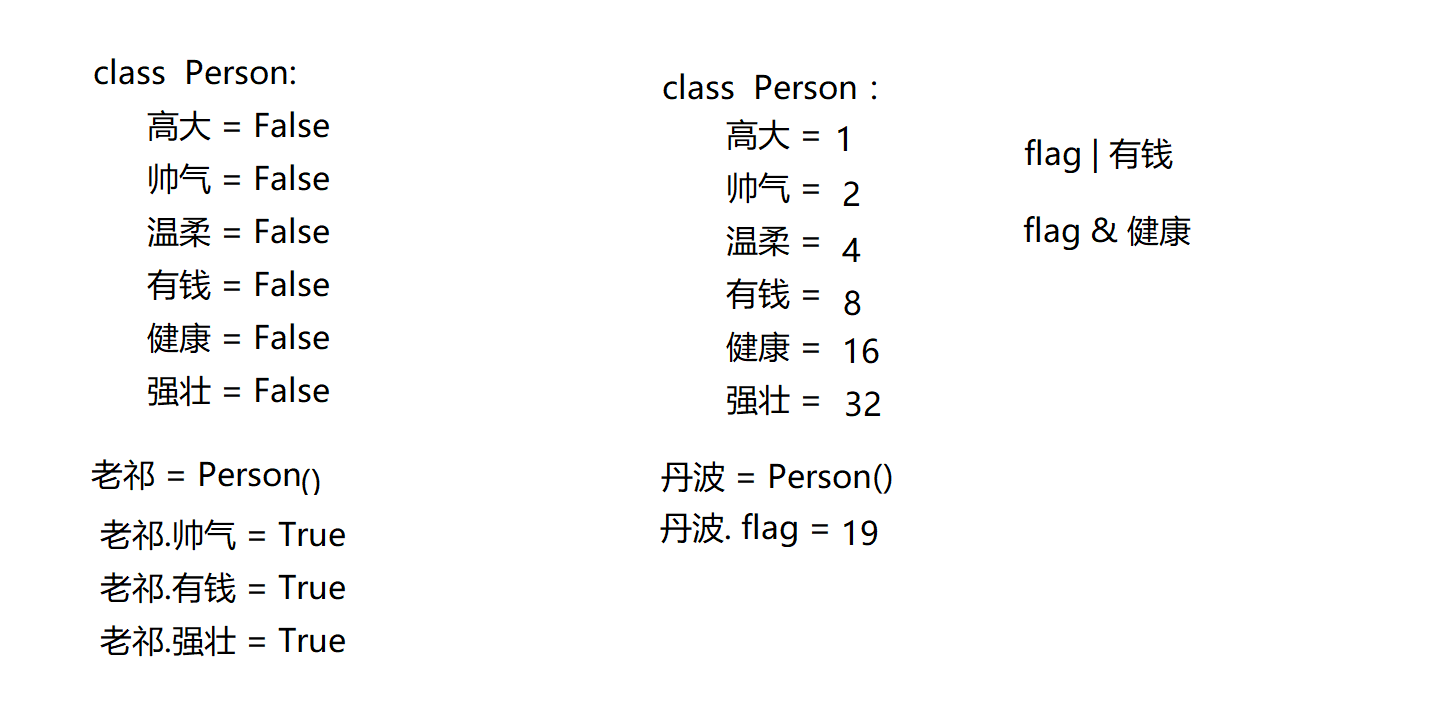 class Person:
高大 = False
帅气 = False
温柔 = False
有钱 = False
健康 = False
强壮 = False
老祁 = Person()
老祁.帅气 = True
老祁.有钱 = True
老祁.强壮 = True
class Person :
高大 = 1
帅气 = 2
温柔 = 4
有钱 = 8
健康 = 16
强壮 = 32
丹波 = Person()
丹波. flag = 19
flag | 有钱
flag & 健康